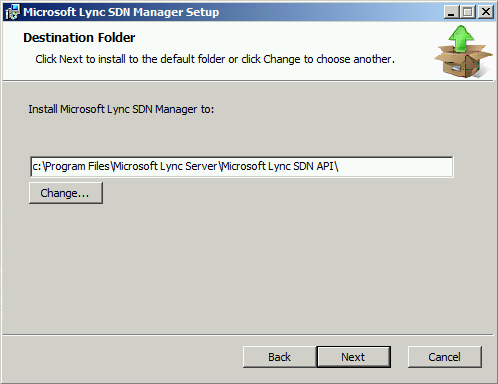 Microsoft Lync SDN Manager Setup
Destination Folder
Click Next to install to the default folder or click Change to choose another.
Install Microsoft Lync SDN Manager to:
c:\Program Files\Microsoft Lync Server\Microsoft Lync SDN API\
Change...
Back Next Cancel